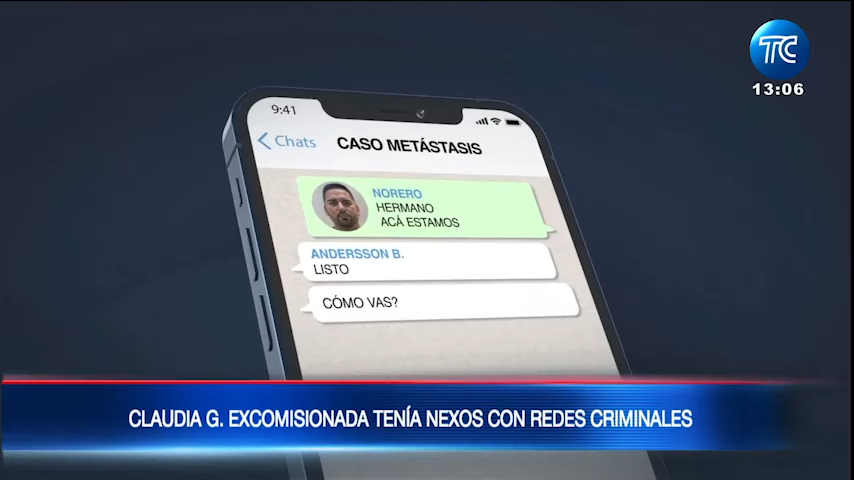 TC
13:06
9:41
Chats
CASO METÁSTASIS
NORERO
HERMANO
ACÁ ESTAMOS
ANDERSSON B.
LISTO
CÓMO VAS?
CLAUDIA G. EXCOMISIONADA TENÍA NEXOS CON REDES CRIMINALES